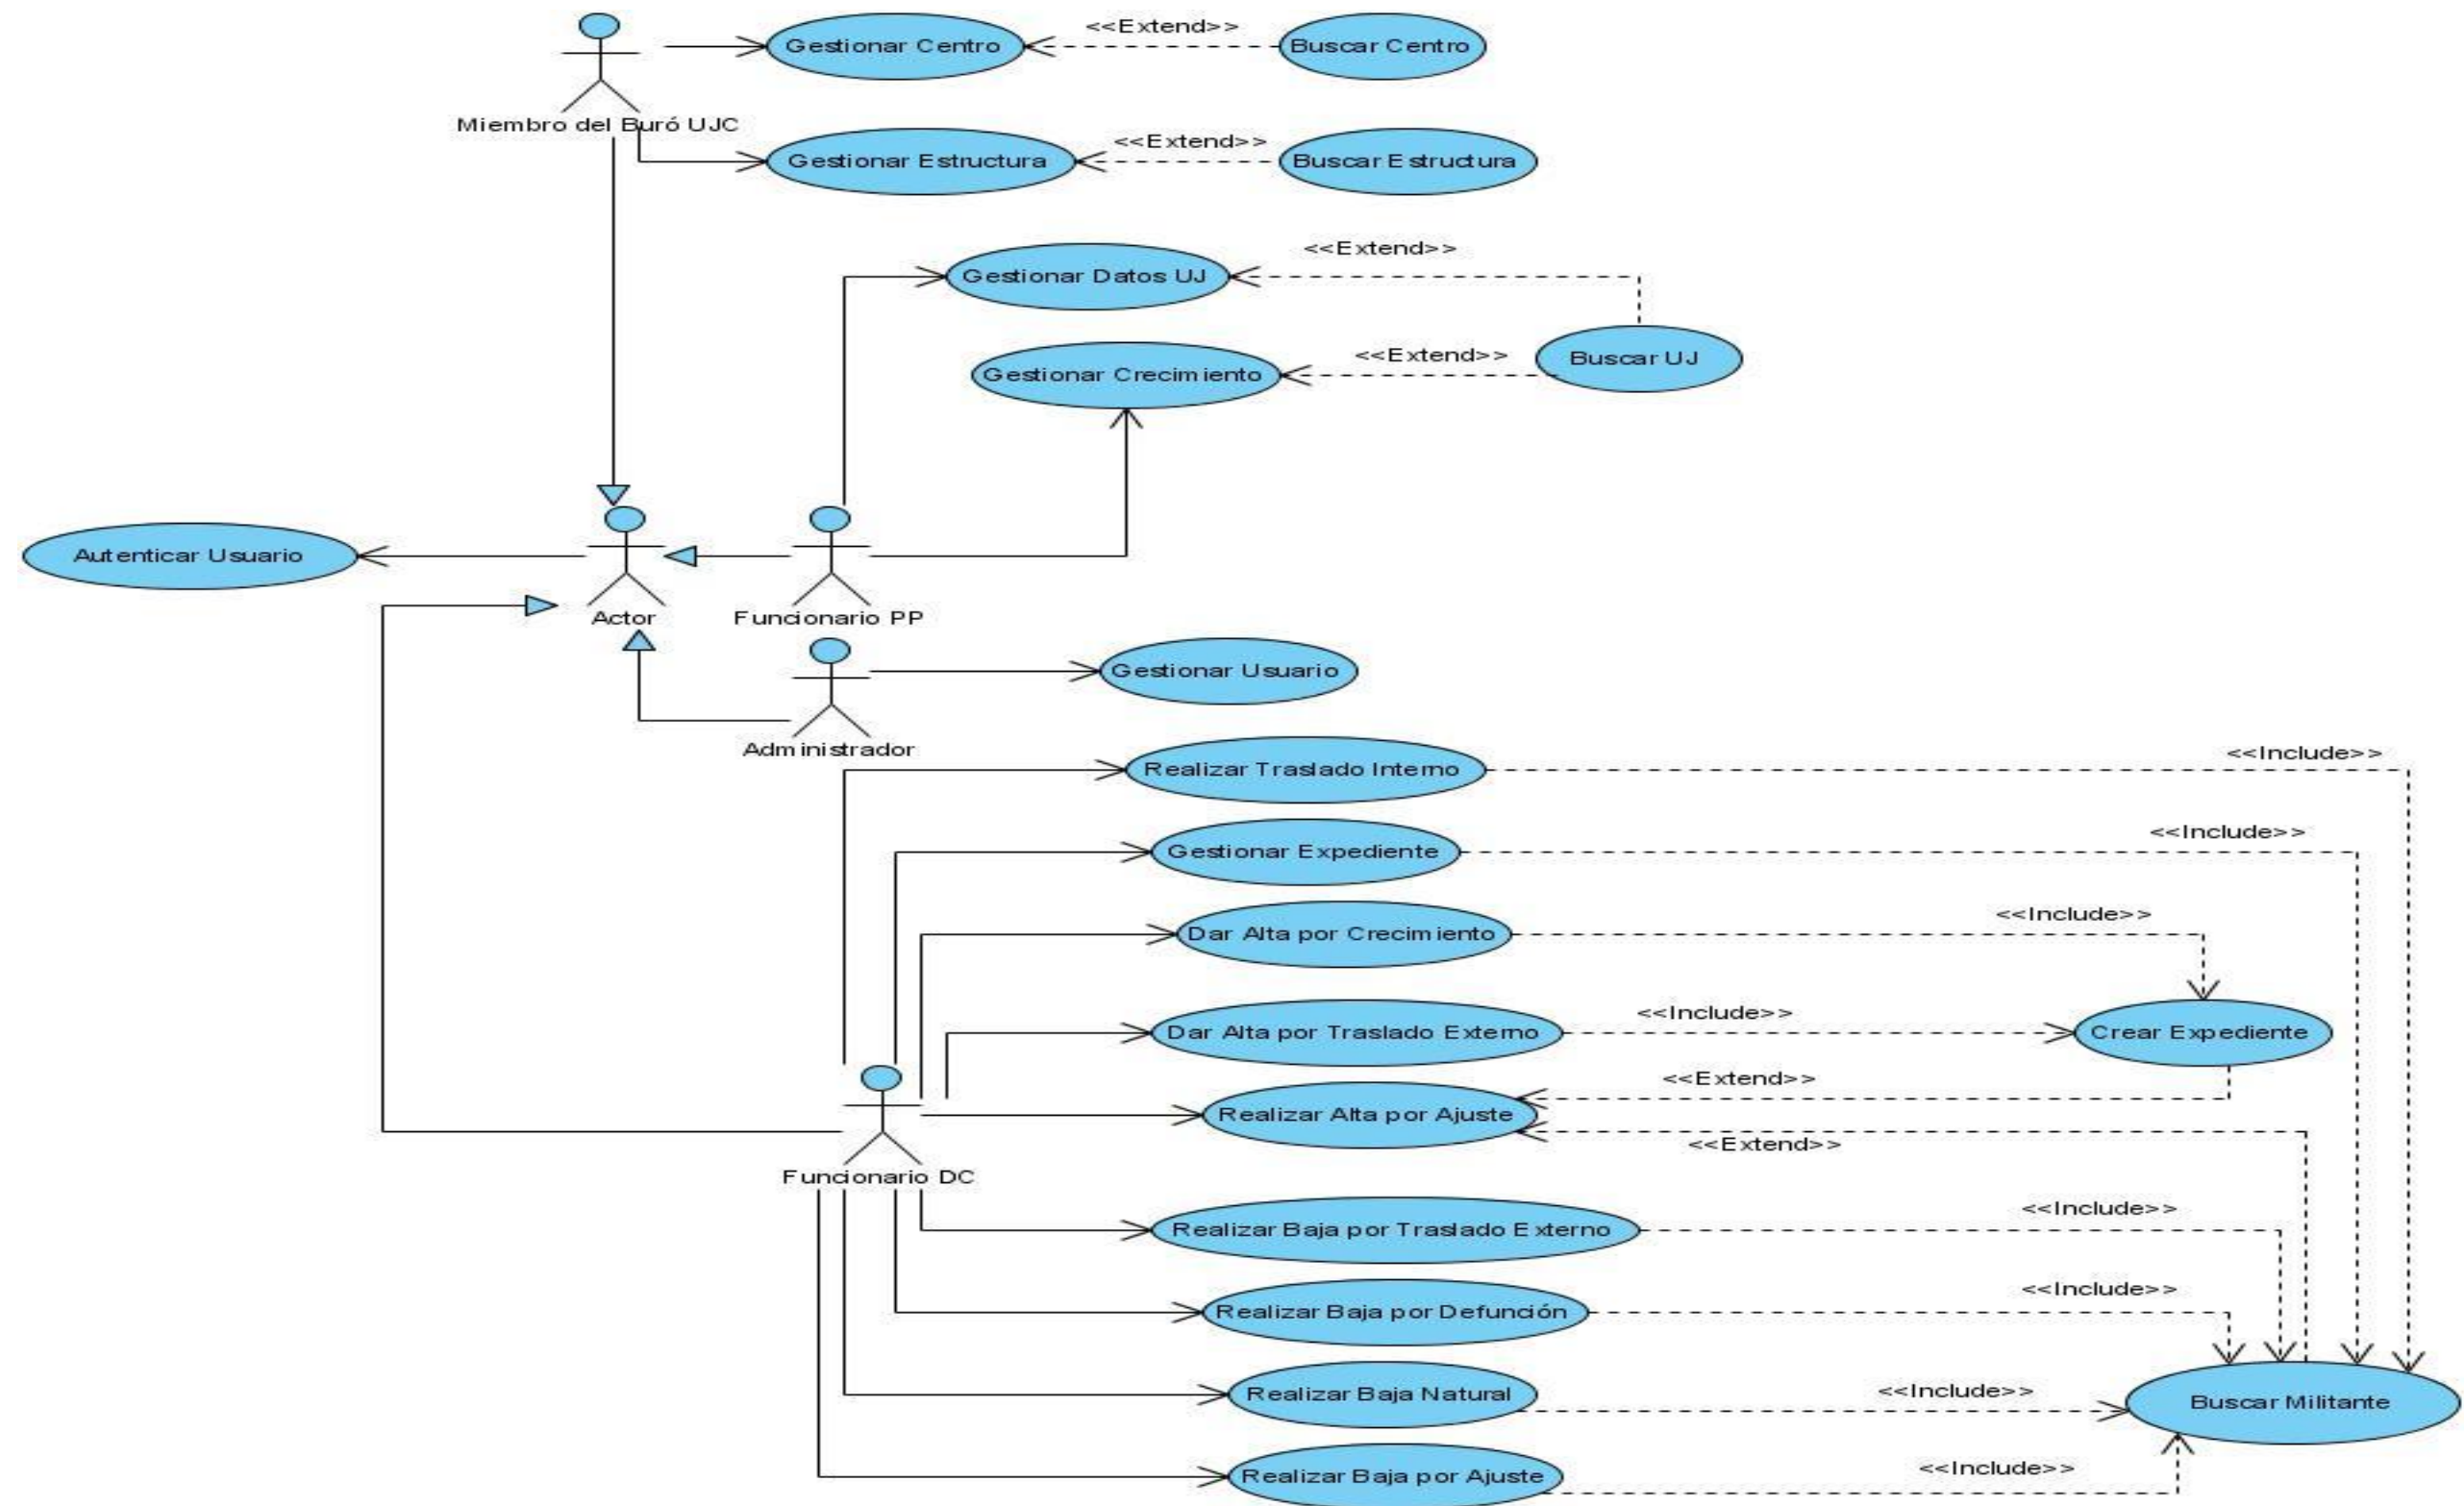 <<Extend>>
Gestionar Centro
Buscar Centro
Miembro del Buró UJC
<<Extend>>
Gestionar Estructura
Buscar Estructura
<<Extend>>
Gestionar Datos UJ
<<Extend>>
Buscar UJ
Gestionar Crecimiento
Autenticar Usuario
Actor
Funcionario PP
Gestionar Usuario
Administrador
<<Include>>
Realizar Traslado Interno
<<Include>>
Gestionar Expediente
<<Include>>
Dar Alta por Crecimiento
<<Include>>
Dar Alta por Traslado Externo
Crear Expediente
<<Extend>>
Realizar Alta por Ajuste
<<Extend>>
Funcionario DC
<<Include>>
Realizar Baja por Traslado Externo
<<Include>>
Realizar Baja por Defunción
<<Include>>
Realizar Baja Natural
Buscar Militante
<<Include>>
Realizar Baja por Ajuste